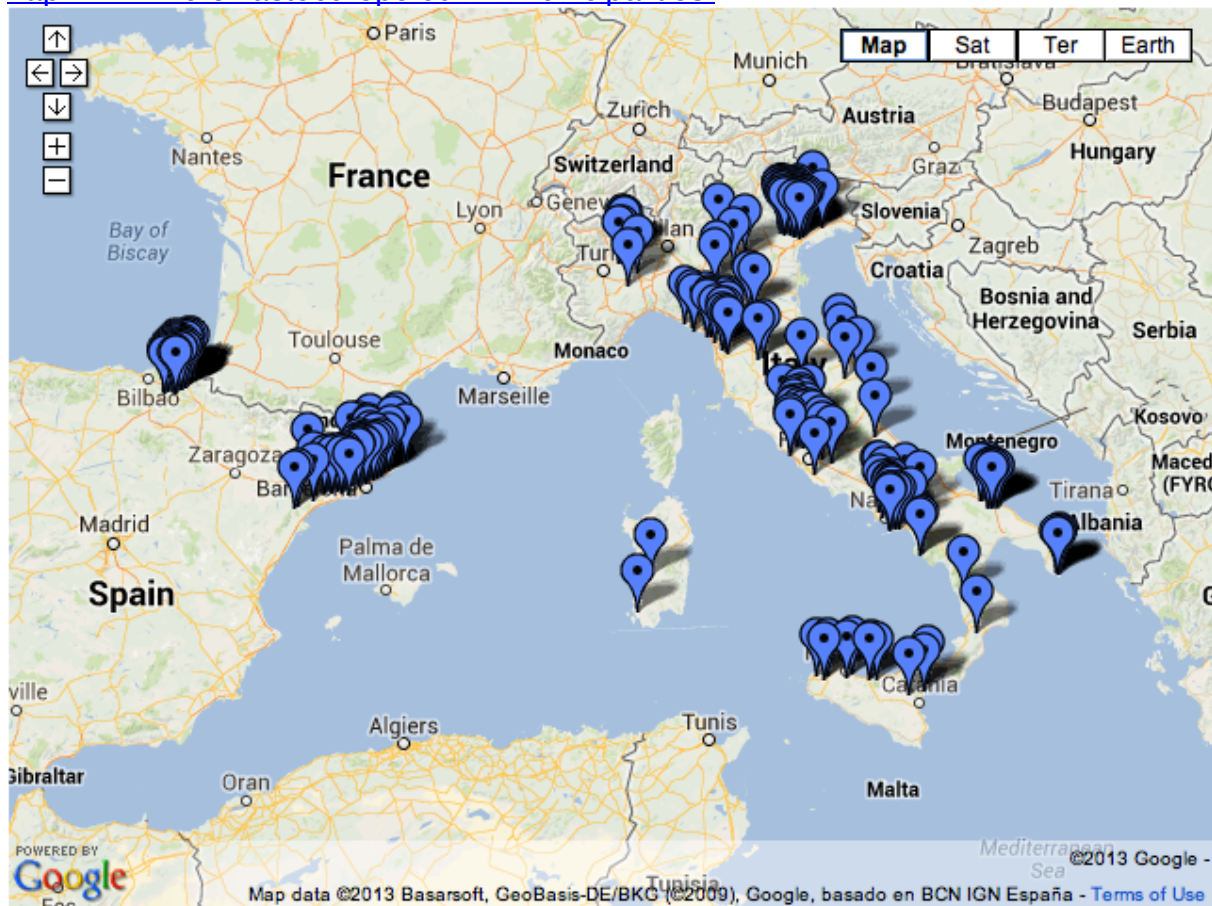 Paris
Map Sat Ter Earth
Munich
Budapest
Zurich
Austria
Nantes
Hungary
Switzerland
Graz
France
Lyon
Slovenia
Bay of
Biscay
Zagreb
Croatia
Bosnia and
Herzegovina
Serbia
Toulouse
Monaco
Italy
Bilbao
Marseille
Kosovo
Zaragoza
Montenegro
Barcelona
Tirana
Madrid
Albania
Palma de
Mallorca
Spain
Catania
Algiers
Tunis
Gibraltar
Oran
Malta
POWERED BY
Google
Mediterranean
Sea
©2013 Google -
Tunisia
Map data ©2013 Basarsoft, GeoBasis-DE/BKG (©2009), Google, basado en BCN IGN España - Terms of Use